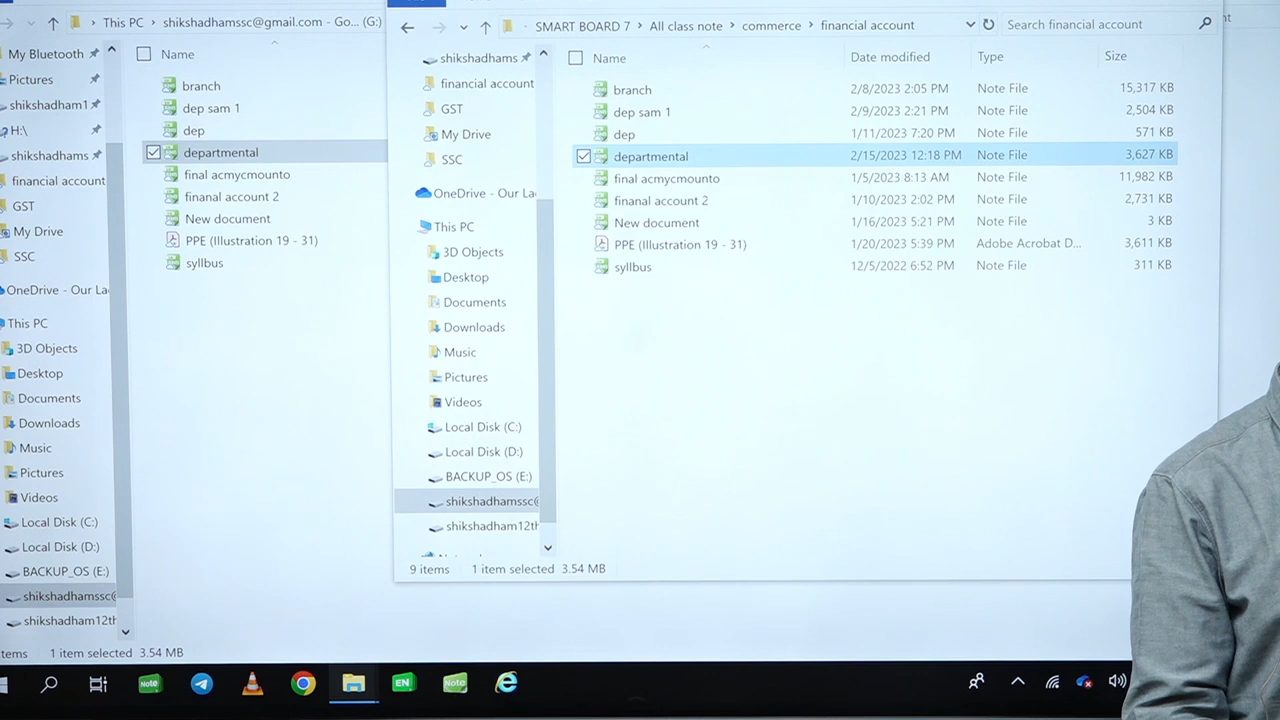 This PC > shikshadhamssc@gmail.com - Go... (G:)
My Bluetooth
Pictures
shikshadham1
H:\
shikshadhams
financial account
GST
My Drive
SSC
OneDrive - Our La
This PC
3D Objects
Desktop
Documents
Downloads
Music
Pictures
Videos
Local Disk (C:)
Local Disk (D:)
BACKUP_OS (E:)
shikshadhamssc@
shikshadham12th
tems 1 item selected 3.54 MB
Name
branch
dep sam 1
dep
departmental
final acmycmounto
finanal account 2
New document
PPE (Illustration 19 - 31)
syllbus
SMART BOARD 7 > All class note > commerce > financial account
Search financial account
shikshadhams
financial account
GST
My Drive
SSC
OneDrive - Our La
This PC
3D Objects
Desktop
Documents
Downloads
Music
Pictures
Videos
Local Disk (C:)
Local Disk (D:)
BACKUP_OS (E:)
shikshadhamssc@
shikshadham12th
Name Date modified Type Size
branch 2/8/2023 2:05 PM Note File 15,317 KB
dep sam 1 2/9/2023 2:21 PM Note File 2,504 KB
dep 1/11/2023 7:20 PM Note File 571 KB
departmental 2/15/2023 12:18 PM Note File 3,627 KB
final acmycmounto 1/5/2023 8:13 AM Note File 11,982 KB
finanal account 2 1/10/2023 2:02 PM Note File 2,731 KB
New document 1/16/2023 5:21 PM Note File 3 KB
PPE (Illustration 19 - 31) 1/20/2023 5:39 PM Adobe Acrobat D... 3,611 KB
syllbus 12/5/2022 6:52 PM Note File 311 KB
9 items 1 item selected 3.54 MB
Note
EN
Note